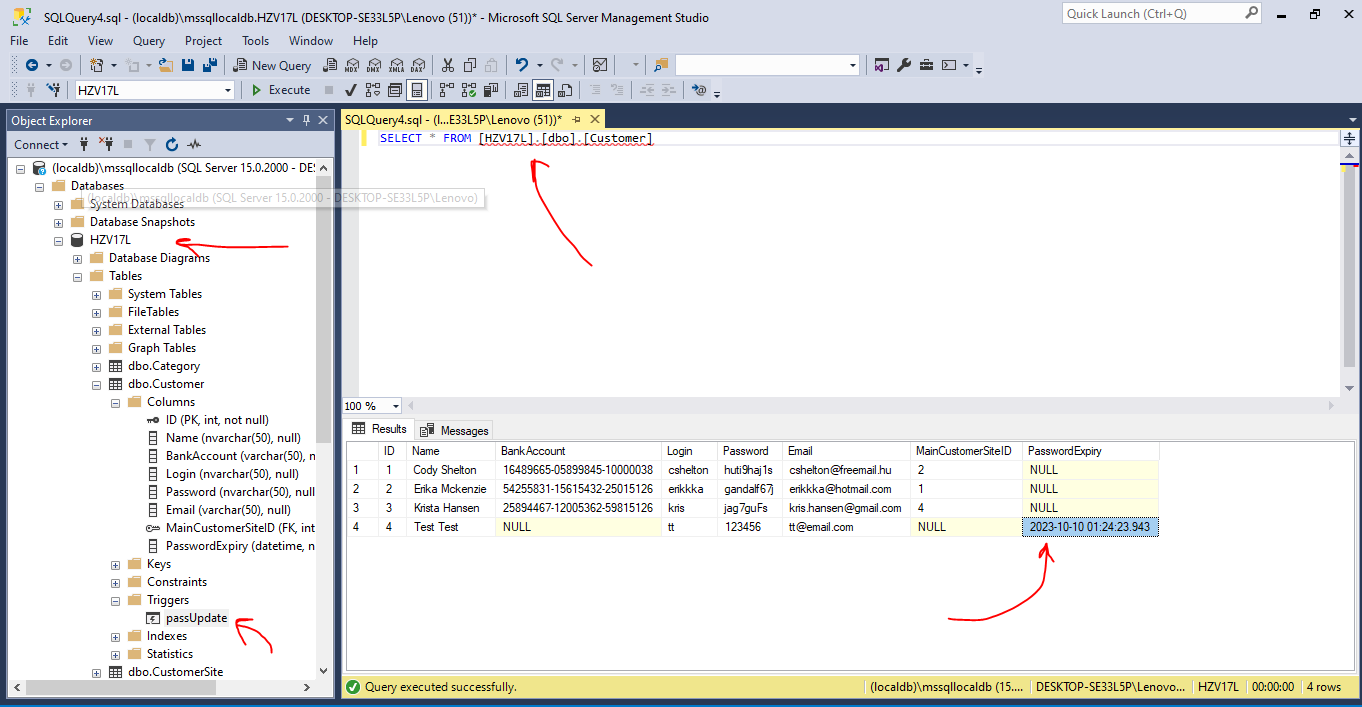 SQLQuery4.sql - (localdb)\mssqllocaldb.HZV17L (DESKTOP-SE33L5P\Lenovo (51))* - Microsoft SQL Server Management Studio
Quick Launch (Ctrl+Q)
File Edit View Query Project Tools Window Help
New Query MDX DMX XMLA DAX
HZV17L Execute
Object Explorer
Connect
(localdb)\mssqllocaldb (SQL Server 15.0.2000 - DES
Databases
(localdb)\mssqllocaldb (SQL Server 15.0.2000 - DESKTOP-SE33L5P\Lenovo)
System Databases
Database Snapshots
HZV17L
Database Diagrams
Tables
System Tables
FileTables
External Tables
Graph Tables
dbo.Category
dbo.Customer
Columns
ID (PK, int, not null)
Name (nvarchar(50), null)
BankAccount (varchar(50), n
Login (nvarchar(50), null)
Password (nvarchar(50), null
Email (varchar(50), null)
MainCustomerSiteID (FK, int
PasswordExpiry (datetime, n
Keys
Constraints
Triggers
passUpdate
Indexes
Statistics
dbo.CustomerSite
SQLQuery4.sql - (l...E33L5P\Lenovo (51))*
SELECT * FROM [HZV17L].[dbo].[Customer]
100 %
Results Messages
ID Name BankAccount Login Password Email MainCustomerSiteID PasswordExpiry
1 1 Cody Shelton 16489665-05899845-10000038 cshelton huti9haj1s cshelton@freemail.hu 2 NULL
2 2 Erika Mckenzie 54255831-15615432-25015126 erikkka gandalf67j erikkka@hotmail.com 1 NULL
3 3 Krista Hansen 25894467-12005362-59815126 kris jag7guFs kris.hansen@gmail.com 4 NULL
4 4 Test Test NULL tt 123456 tt@email.com NULL 2023-10-10 01:24:23.943
Query executed successfully. (localdb)\mssqllocaldb (15.... DESKTOP-SE33L5P\Lenovo... HZV17L 00:00:00 4 rows